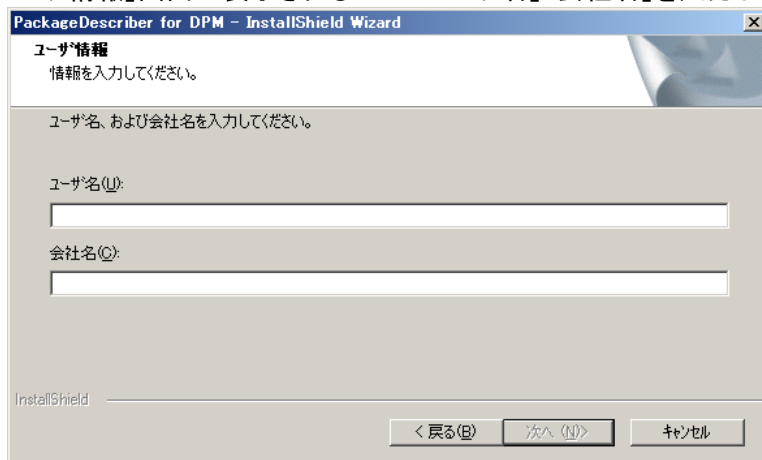 PackageDescriber for DPM - InstallShield Wizard
ユーザ情報
情報を入力してください。
ユーザ名、および会社名を入力してください。
ユーザ名(U):
会社名(C):
InstallShield
< 戻る(B)
次へ (N)>
キャンセル